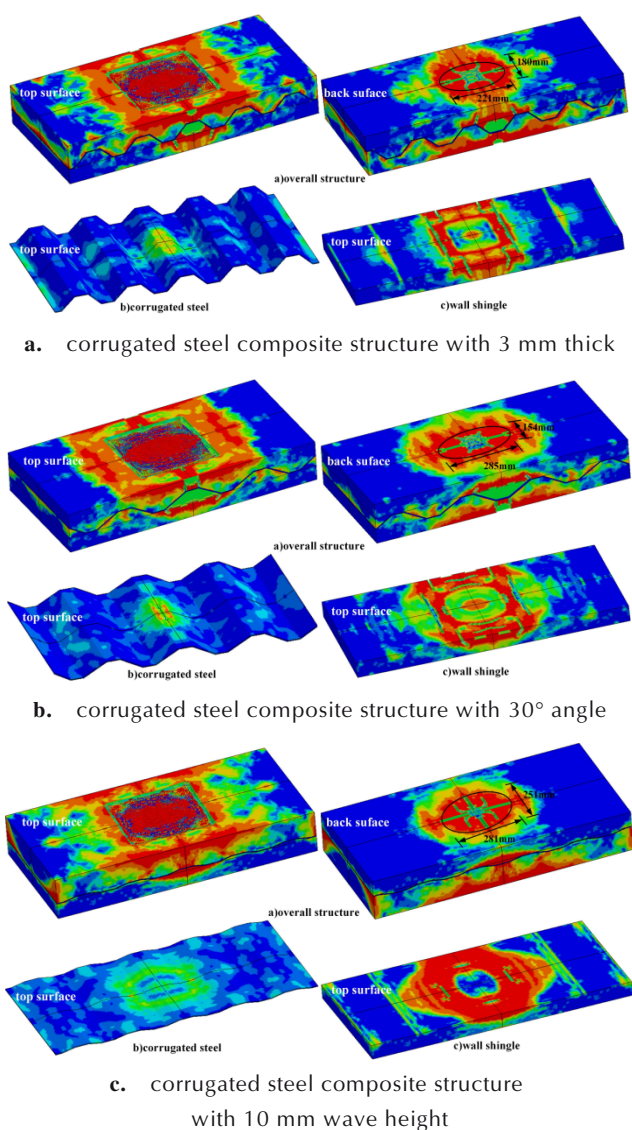 top surface
back suface
180mm
221mm
a)overall structure
top surface
top surface
b)corrugated steel
c)wall shingle
a. corrugated steel composite structure with 3 mm thick
top surface
back suface
154mm
285mm
a)overall structure
top surface
top surface
b)corrugated steel
c)wall shingle
b. corrugated steel composite structure with 30° angle
top surface
back suface
251mm
281mm
a)overall structure
top surface
top surface
b)corrugated steel
c)wall shingle
c. corrugated steel composite structure
with 10 mm wave height